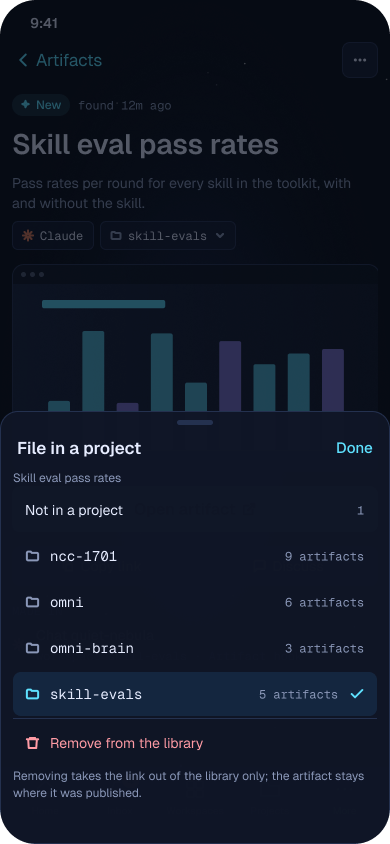 9:41
Artifacts
New found 12m ago
Skill eval pass rates
Pass rates per round for every skill in the toolkit, with
and without the skill.
Claude skill-evals
File in a project Done
Skill eval pass rates
Not in a project 1
ncc-1701 9 artifacts
omni 6 artifacts
omni-brain 3 artifacts
skill-evals 5 artifacts
Remove from the library
Removing takes the link out of the library only; the artifact stays
where it was published.